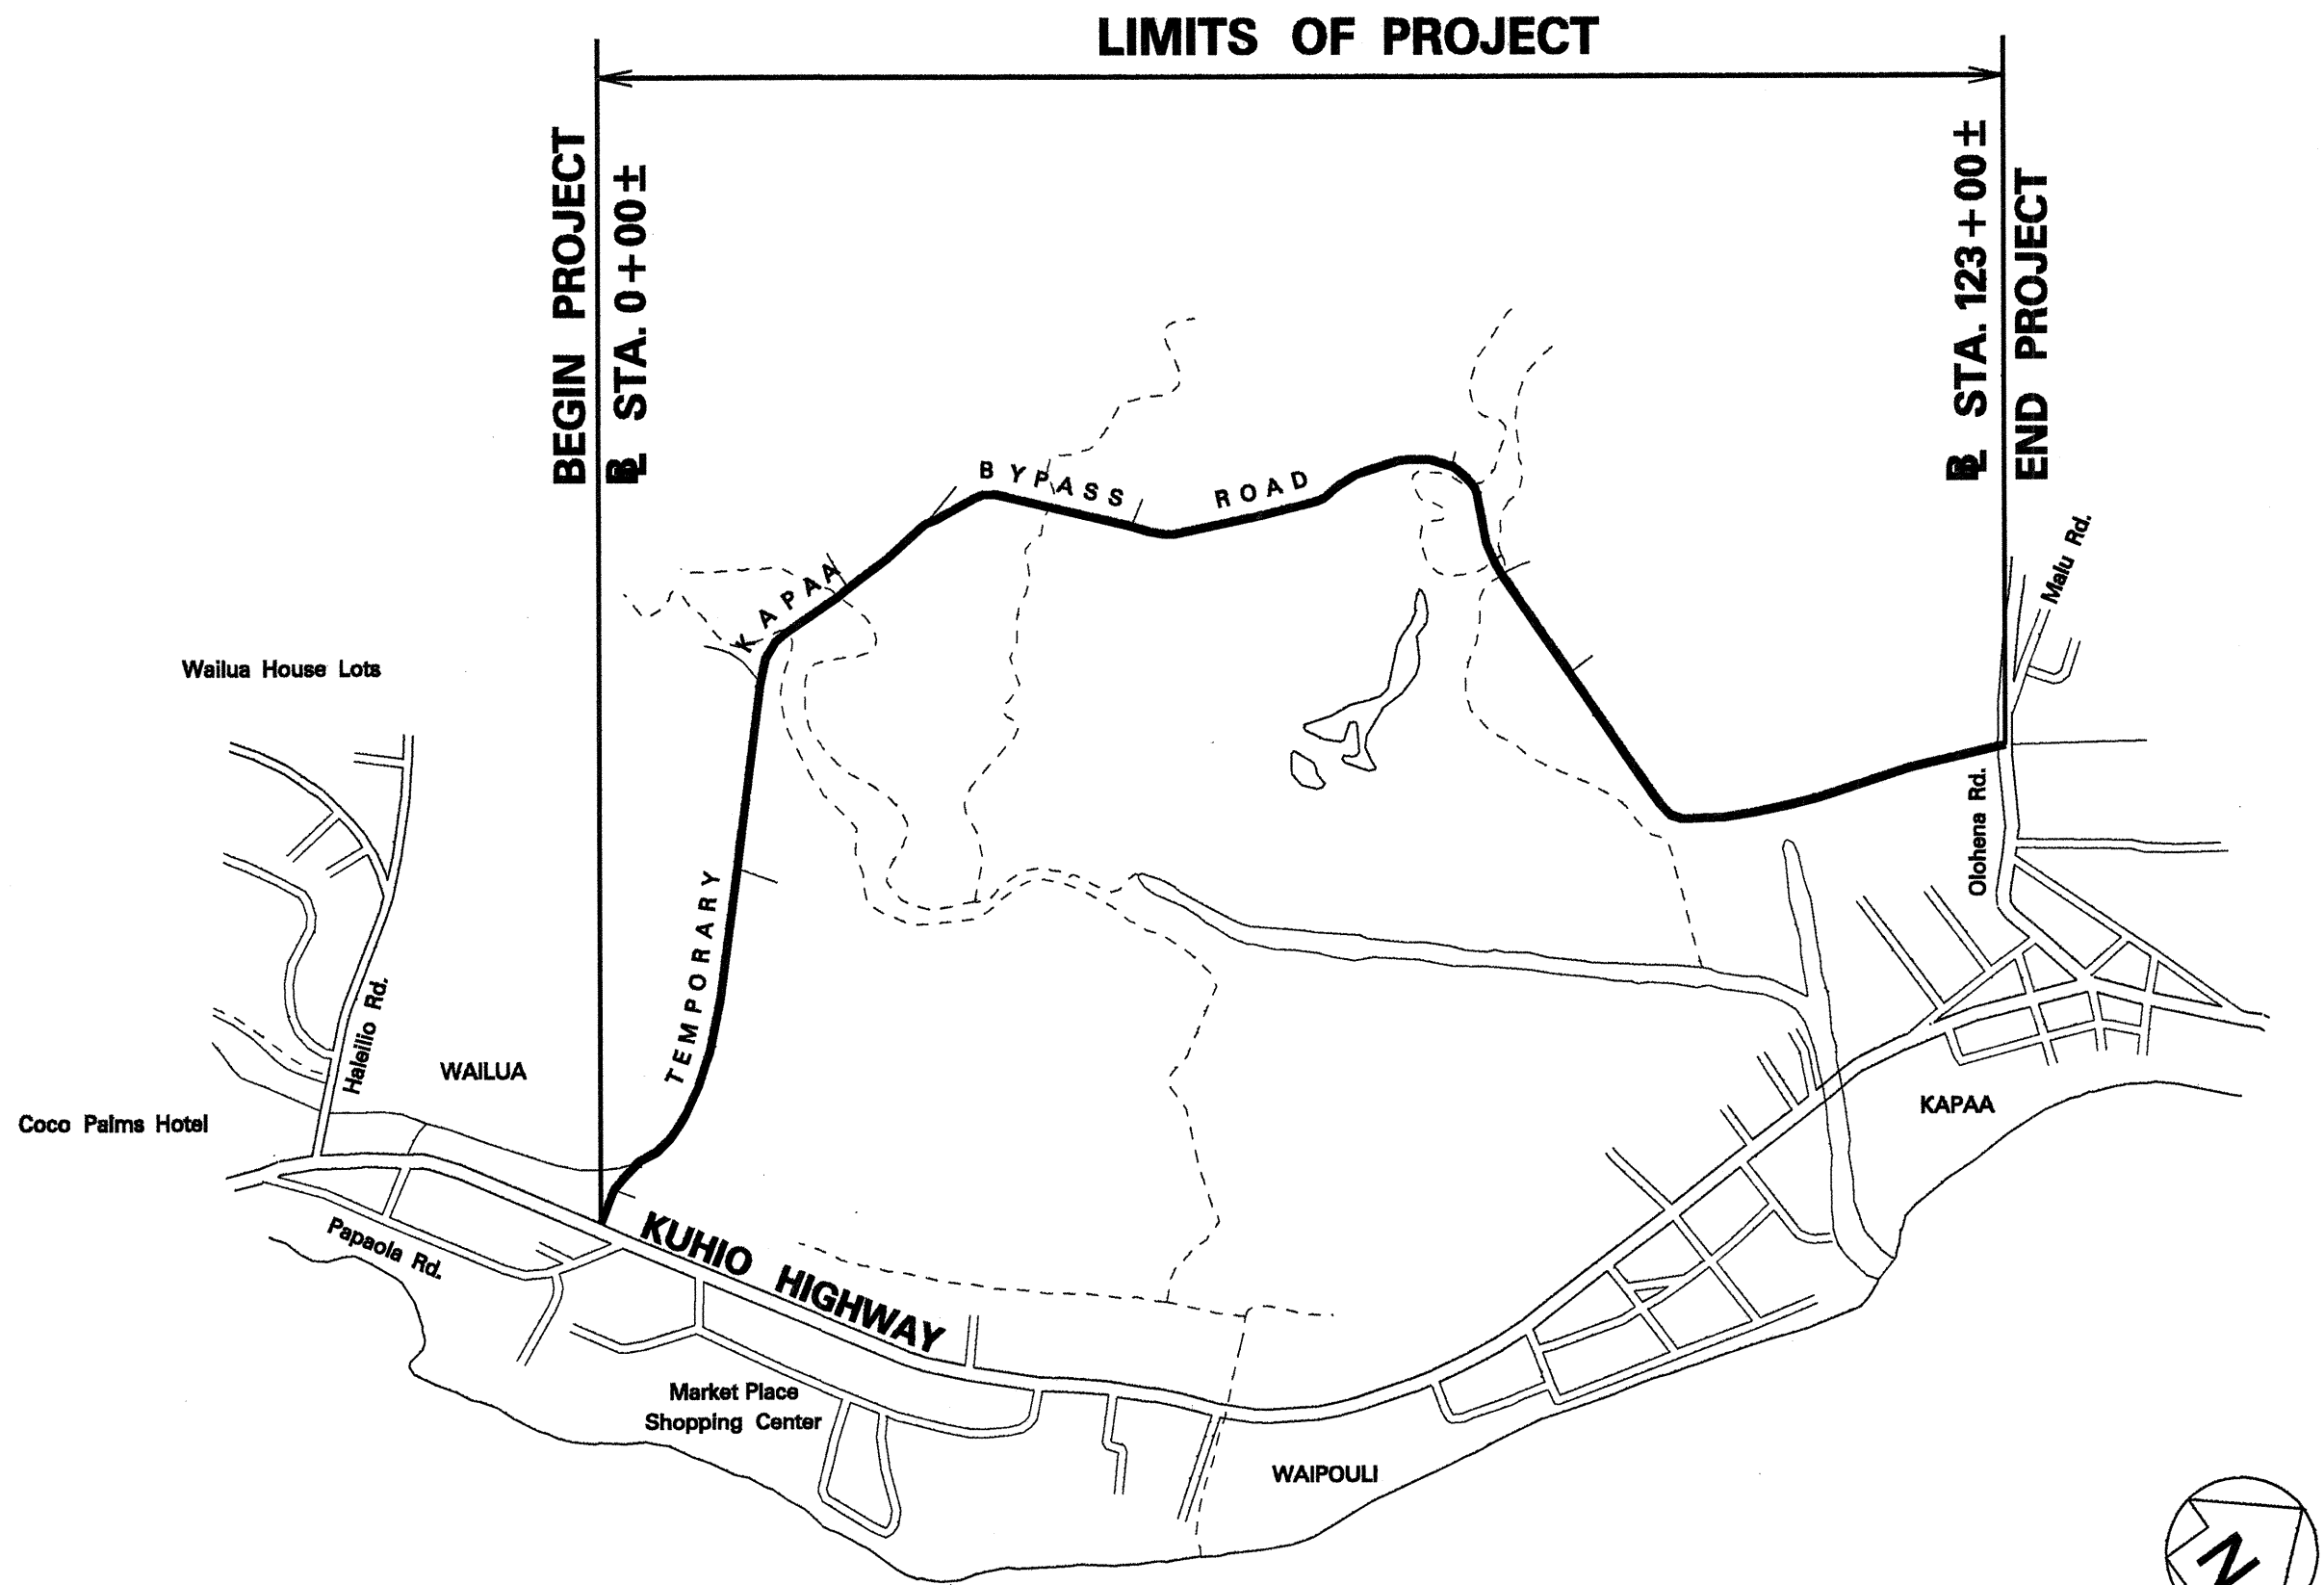 LIMITS OF PROJECT
BEGIN PROJECT
BL STA. 0+00±
BL STA. 123+00±
END PROJECT
TEMPORARY KAPAA BYPASS ROAD
Malu Rd.
Wailua House Lots
Olohena Rd.
Haleilio Rd.
WAILUA
KAPAA
Coco Palms Hotel
Papaola Rd.
KUHIO HIGHWAY
Market Place
Shopping Center
WAIPOULI
N